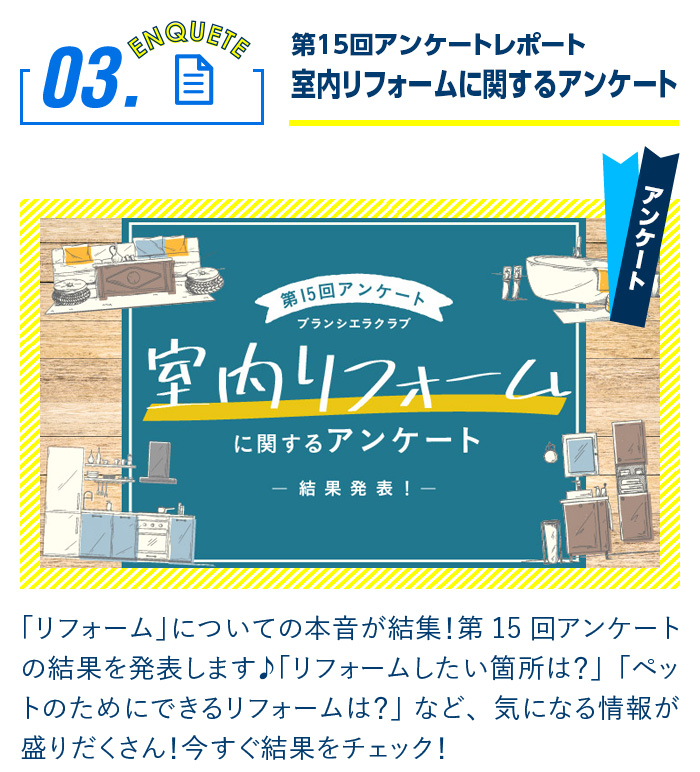 03.
ENQUETE
第15回アンケートレポート
室内リフォームに関するアンケート
アンケート
第15回アンケート
ブランシエラクラブ
室内リフォーム
に関するアンケート
―結果発表!―
「リフォーム」についての本音が結集!第15回アンケート
の結果を発表します♪「リフォームしたい箇所は?」「ペッ
トのためにできるリフォームは?」など、気になる情報が
盛りだくさん!今すぐ結果をチェック!